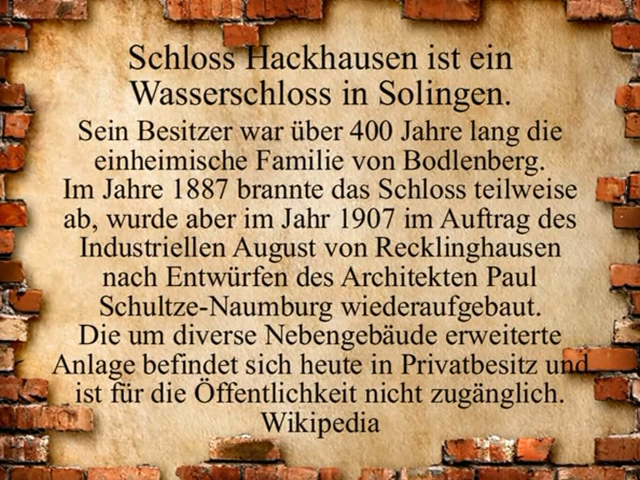 Schloss Hackhausen ist ein
Wasserschloss in Solingen.
Sein Besitzer war über 400 Jahre lang die
einheimische Familie von Bodlenberg.
Im Jahre 1887 brannte das Schloss teilweise
ab, wurde aber im Jahr 1907 im Auftrag des
Industriellen August von Recklinghausen
nach Entwürfen des Architekten Paul
Schultze-Naumburg wiederaufgebaut.
Die um diverse Nebengebäude erweiterte
Anlage befindet sich heute in Privatbesitz und
ist für die Öffentlichkeit nicht zugänglich.
Wikipedia